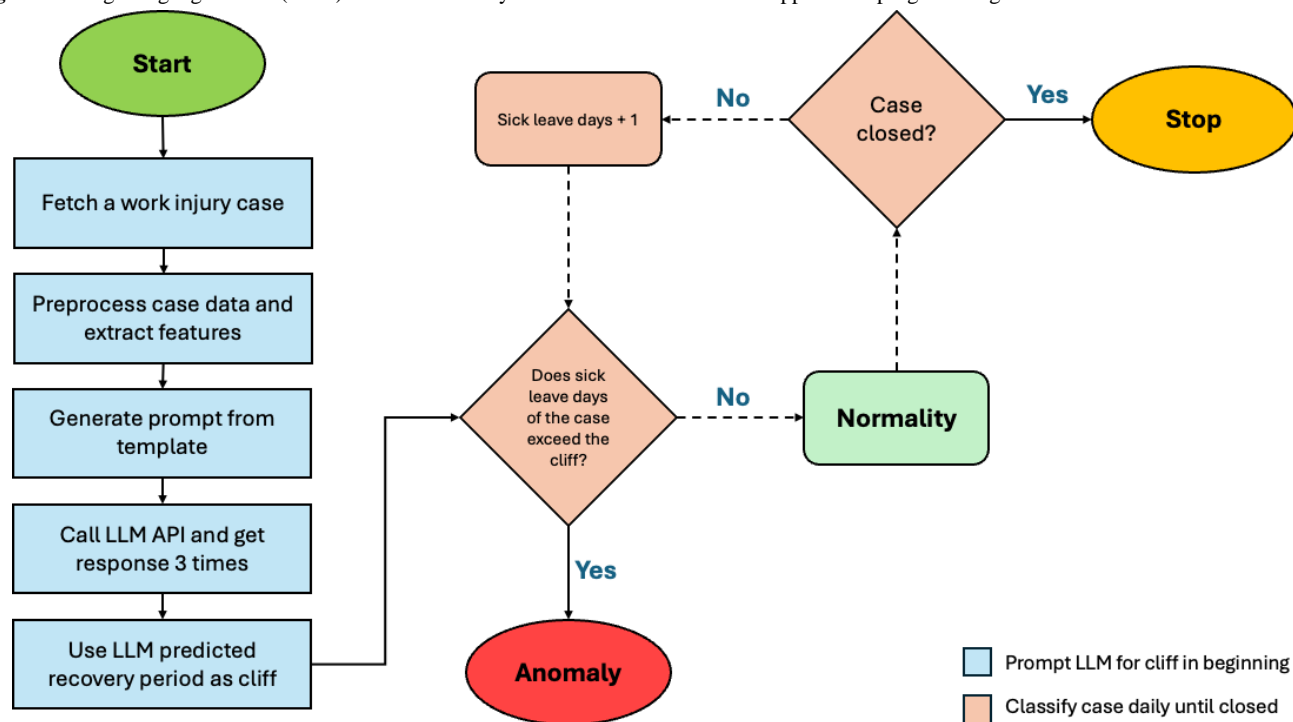 Start
Fetch a work injury case
Preprocess case data and
extract features
Generate prompt from
template
Call LLM API and get
response 3 times
Use LLM predicted
recovery period as cliff
Sick leave days + 1
No
Case
closed?
Yes
Stop
Does sick
leave days
of the case
exceed the
cliff?
No
Normality
Yes
Anomaly
Prompt LLM for cliff in beginning
Classify case daily until closed